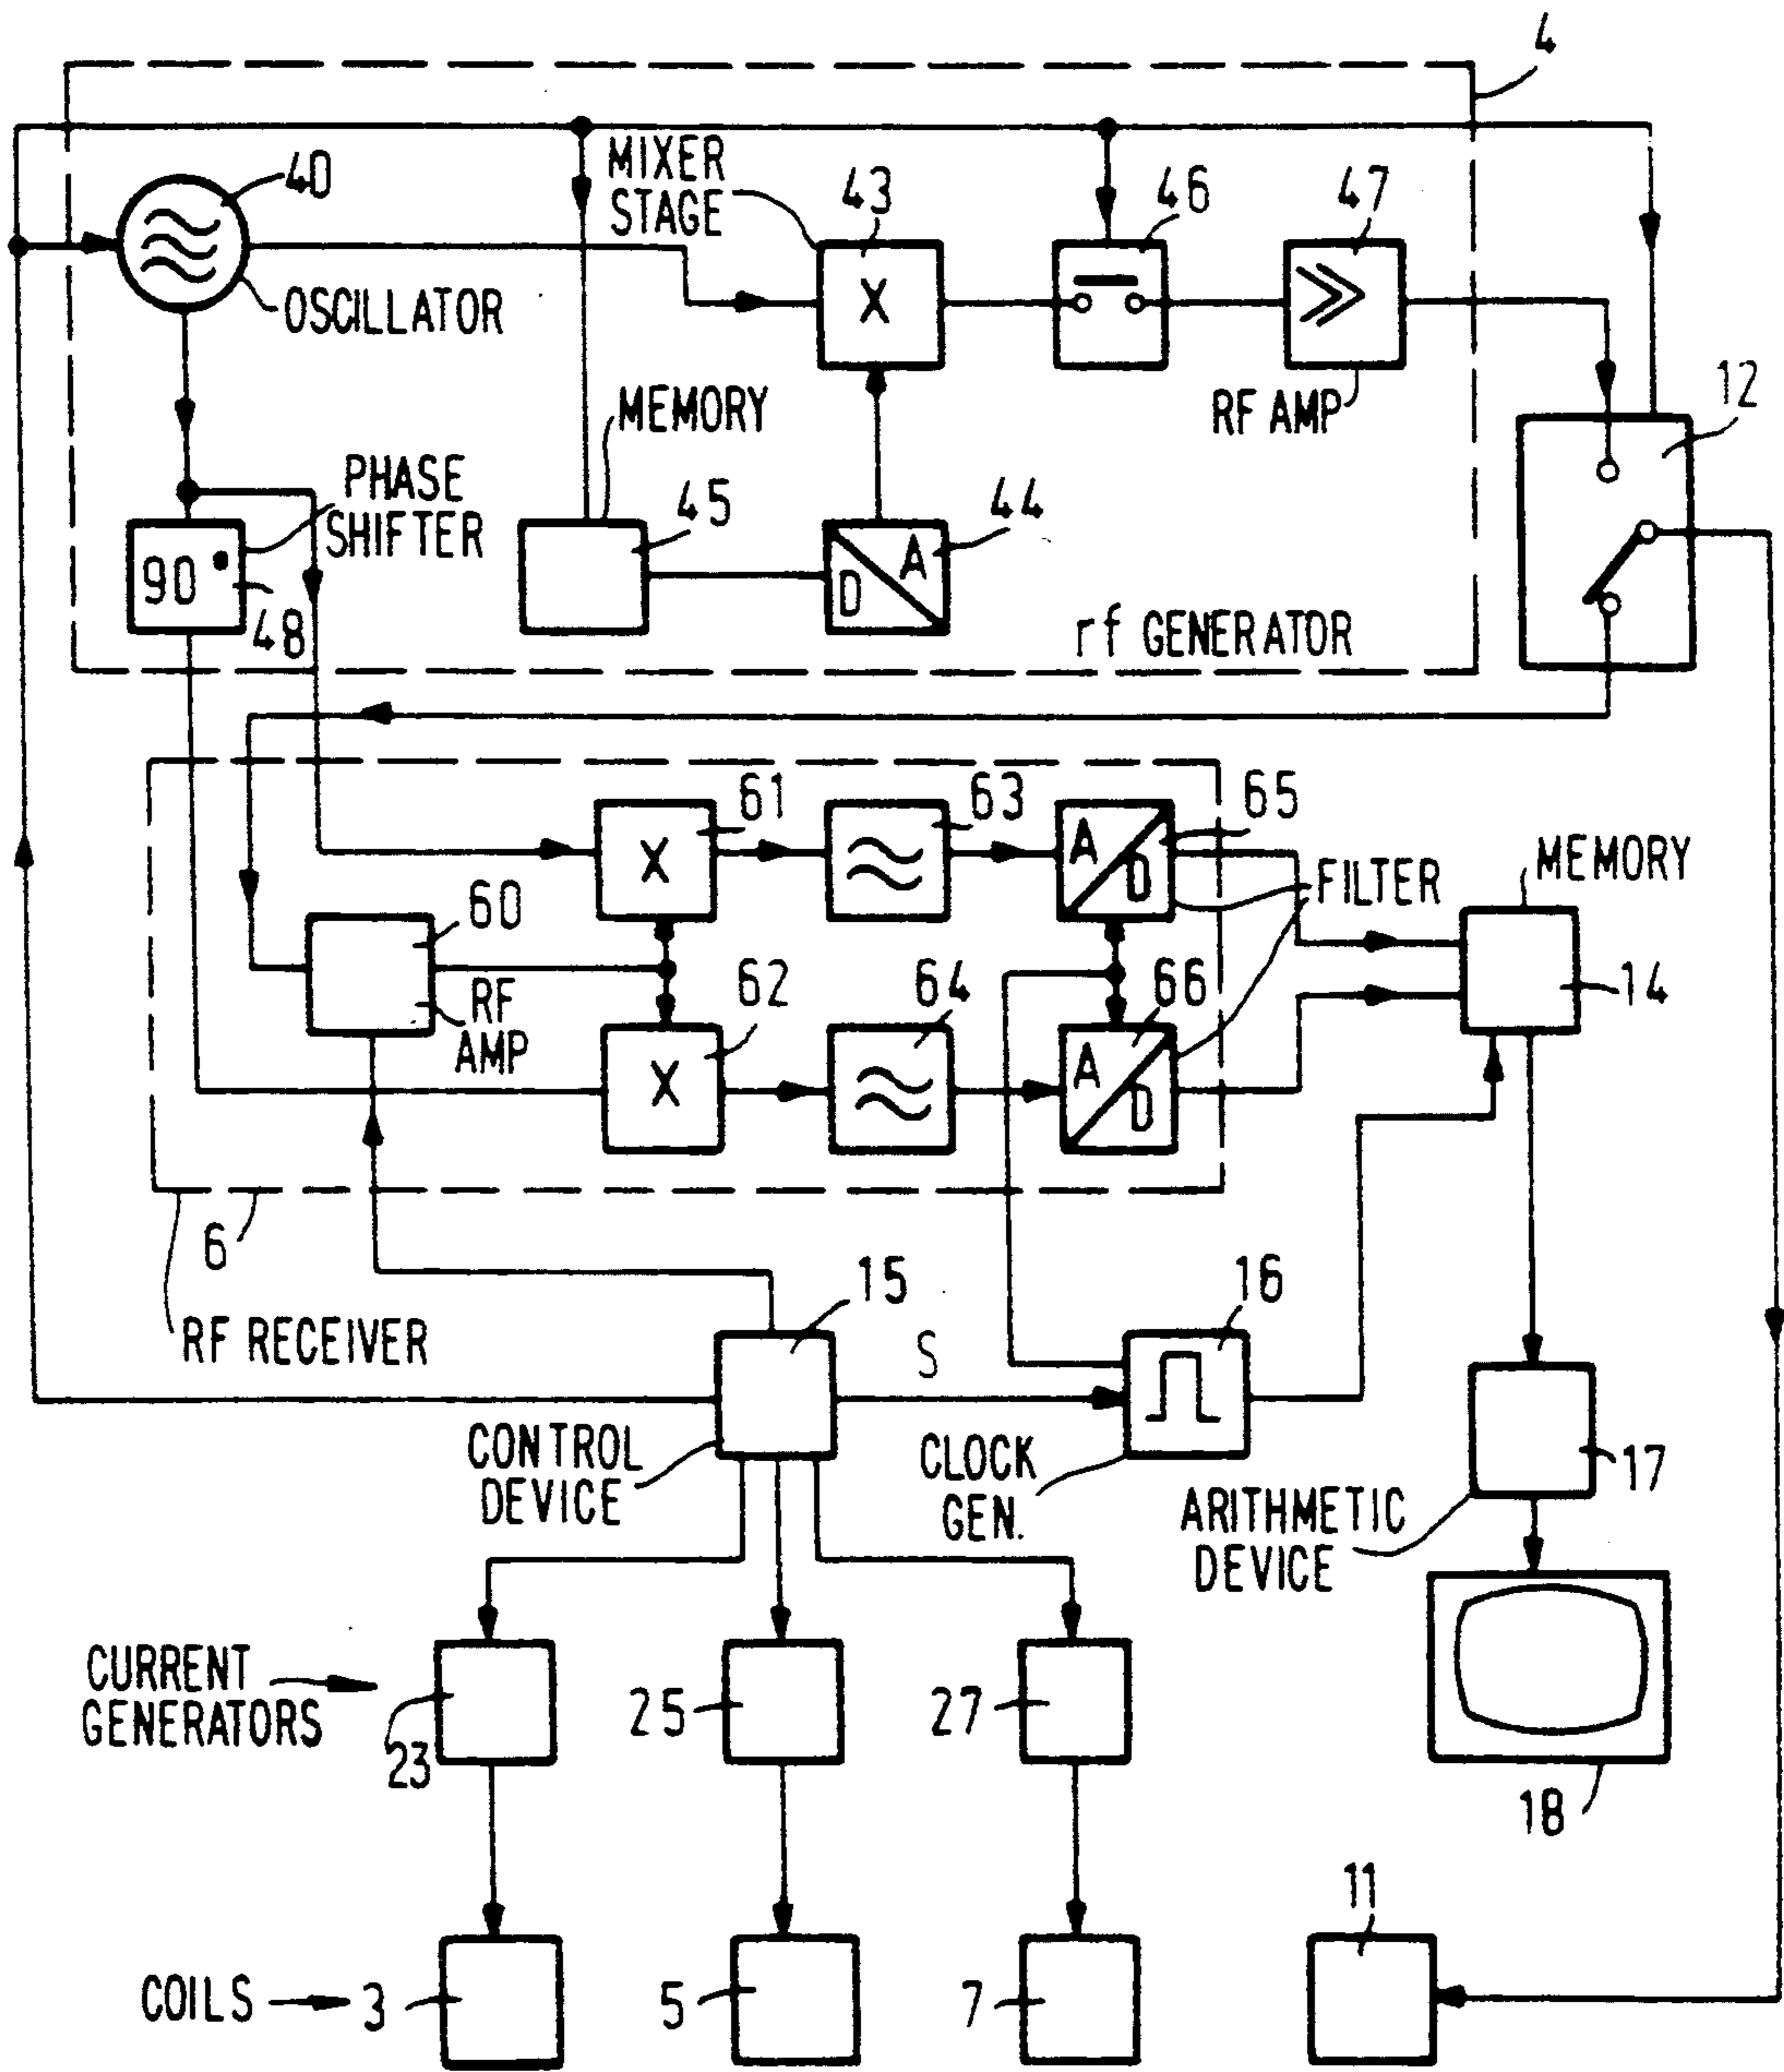 4
MIXER
STAGE
40
43
46
47
OSCILLATOR
X
RF AMP
12
MEMORY
PHASE
SHIFTER
45
44
90°
D
A
48
rf GENERATOR
61
63
65
X
A
D
MEMORY
FILTER
60
RF
AMP
62
64
66
14
X
A
D
6
15
16
RF RECEIVER
S
CONTROL
DEVICE
CLOCK
GEN.
17
ARITHMETIC
DEVICE
CURRENT
GENERATORS
23
25
27
18
11
COILS
3
5
7